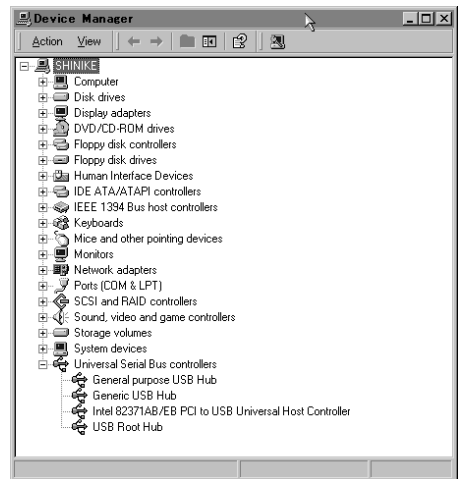 Device Manager
Action View
SHINIKE
Computer
Disk drives
Display adapters
DVD/CD-ROM drives
Floppy disk controllers
Floppy disk drives
Human Interface Devices
IDE ATA/ATAPI controllers
IEEE 1394 Bus host controllers
Keyboards
Mice and other pointing devices
Monitors
Network adapters
Ports (COM & LPT)
SCSI and RAID controllers
Sound, video and game controllers
Storage volumes
System devices
Universal Serial Bus controllers
General purpose USB Hub
Generic USB Hub
Intel 82371AB/EB PCI to USB Universal Host Controller
USB Root Hub